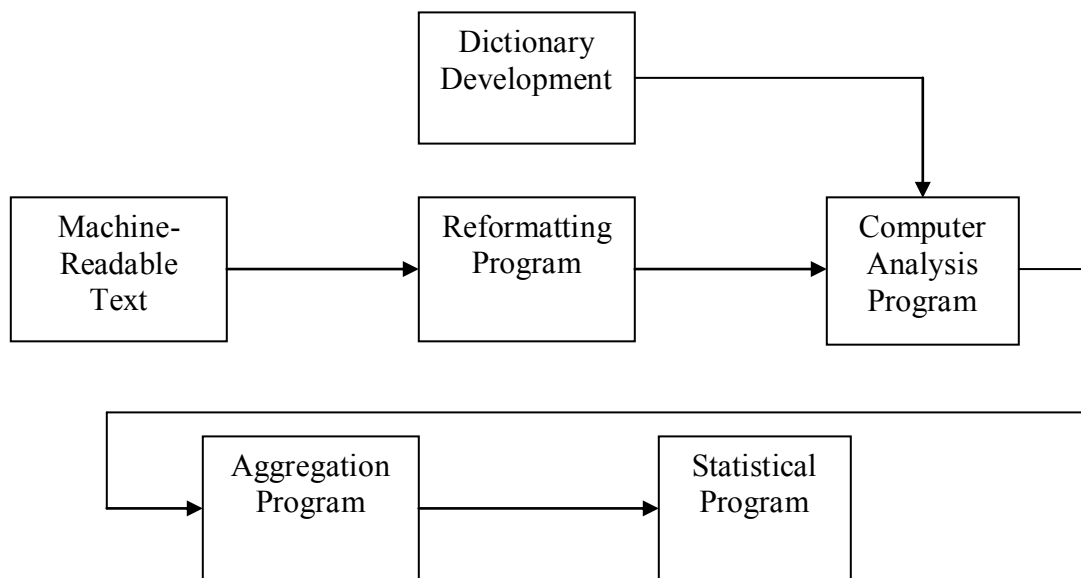 Dictionary
Development
Machine-
Readable
Text
Reformatting
Program
Computer
Analysis
Program
Aggregation
Program
Statistical
Program